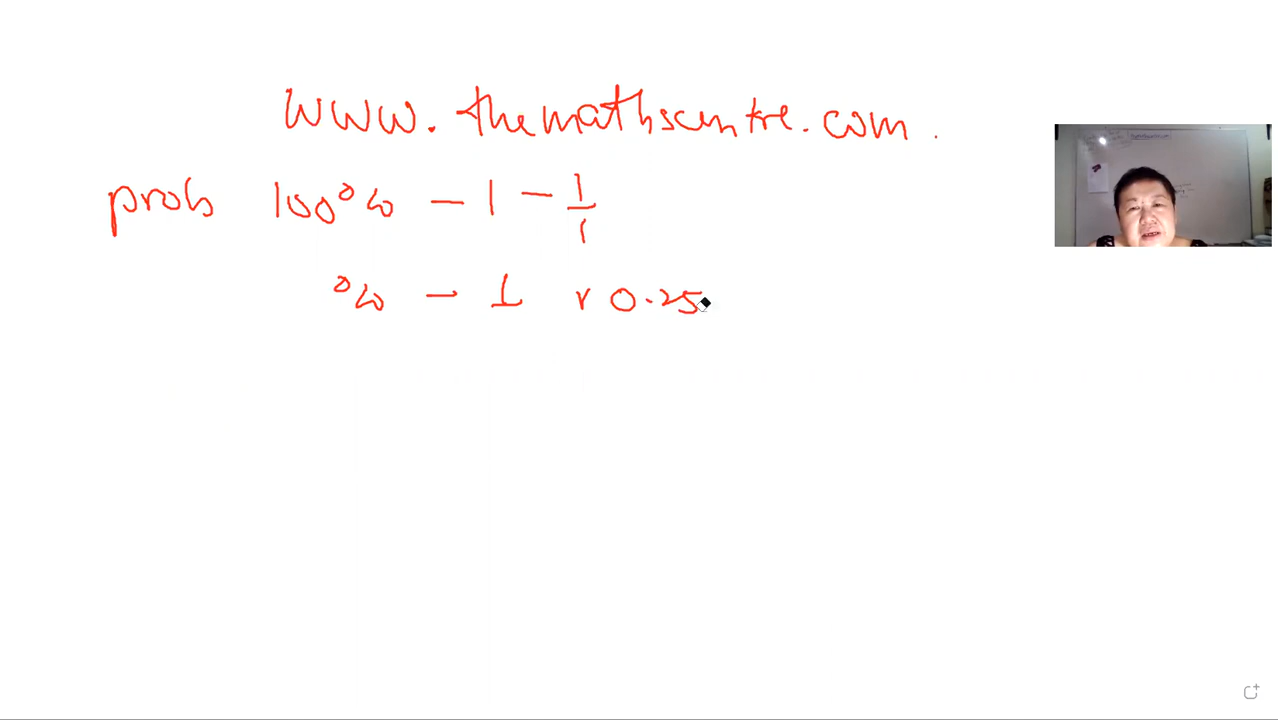 www.themathscentre.com.
prob 100% - 1 - 1/1
% - 1 0.25